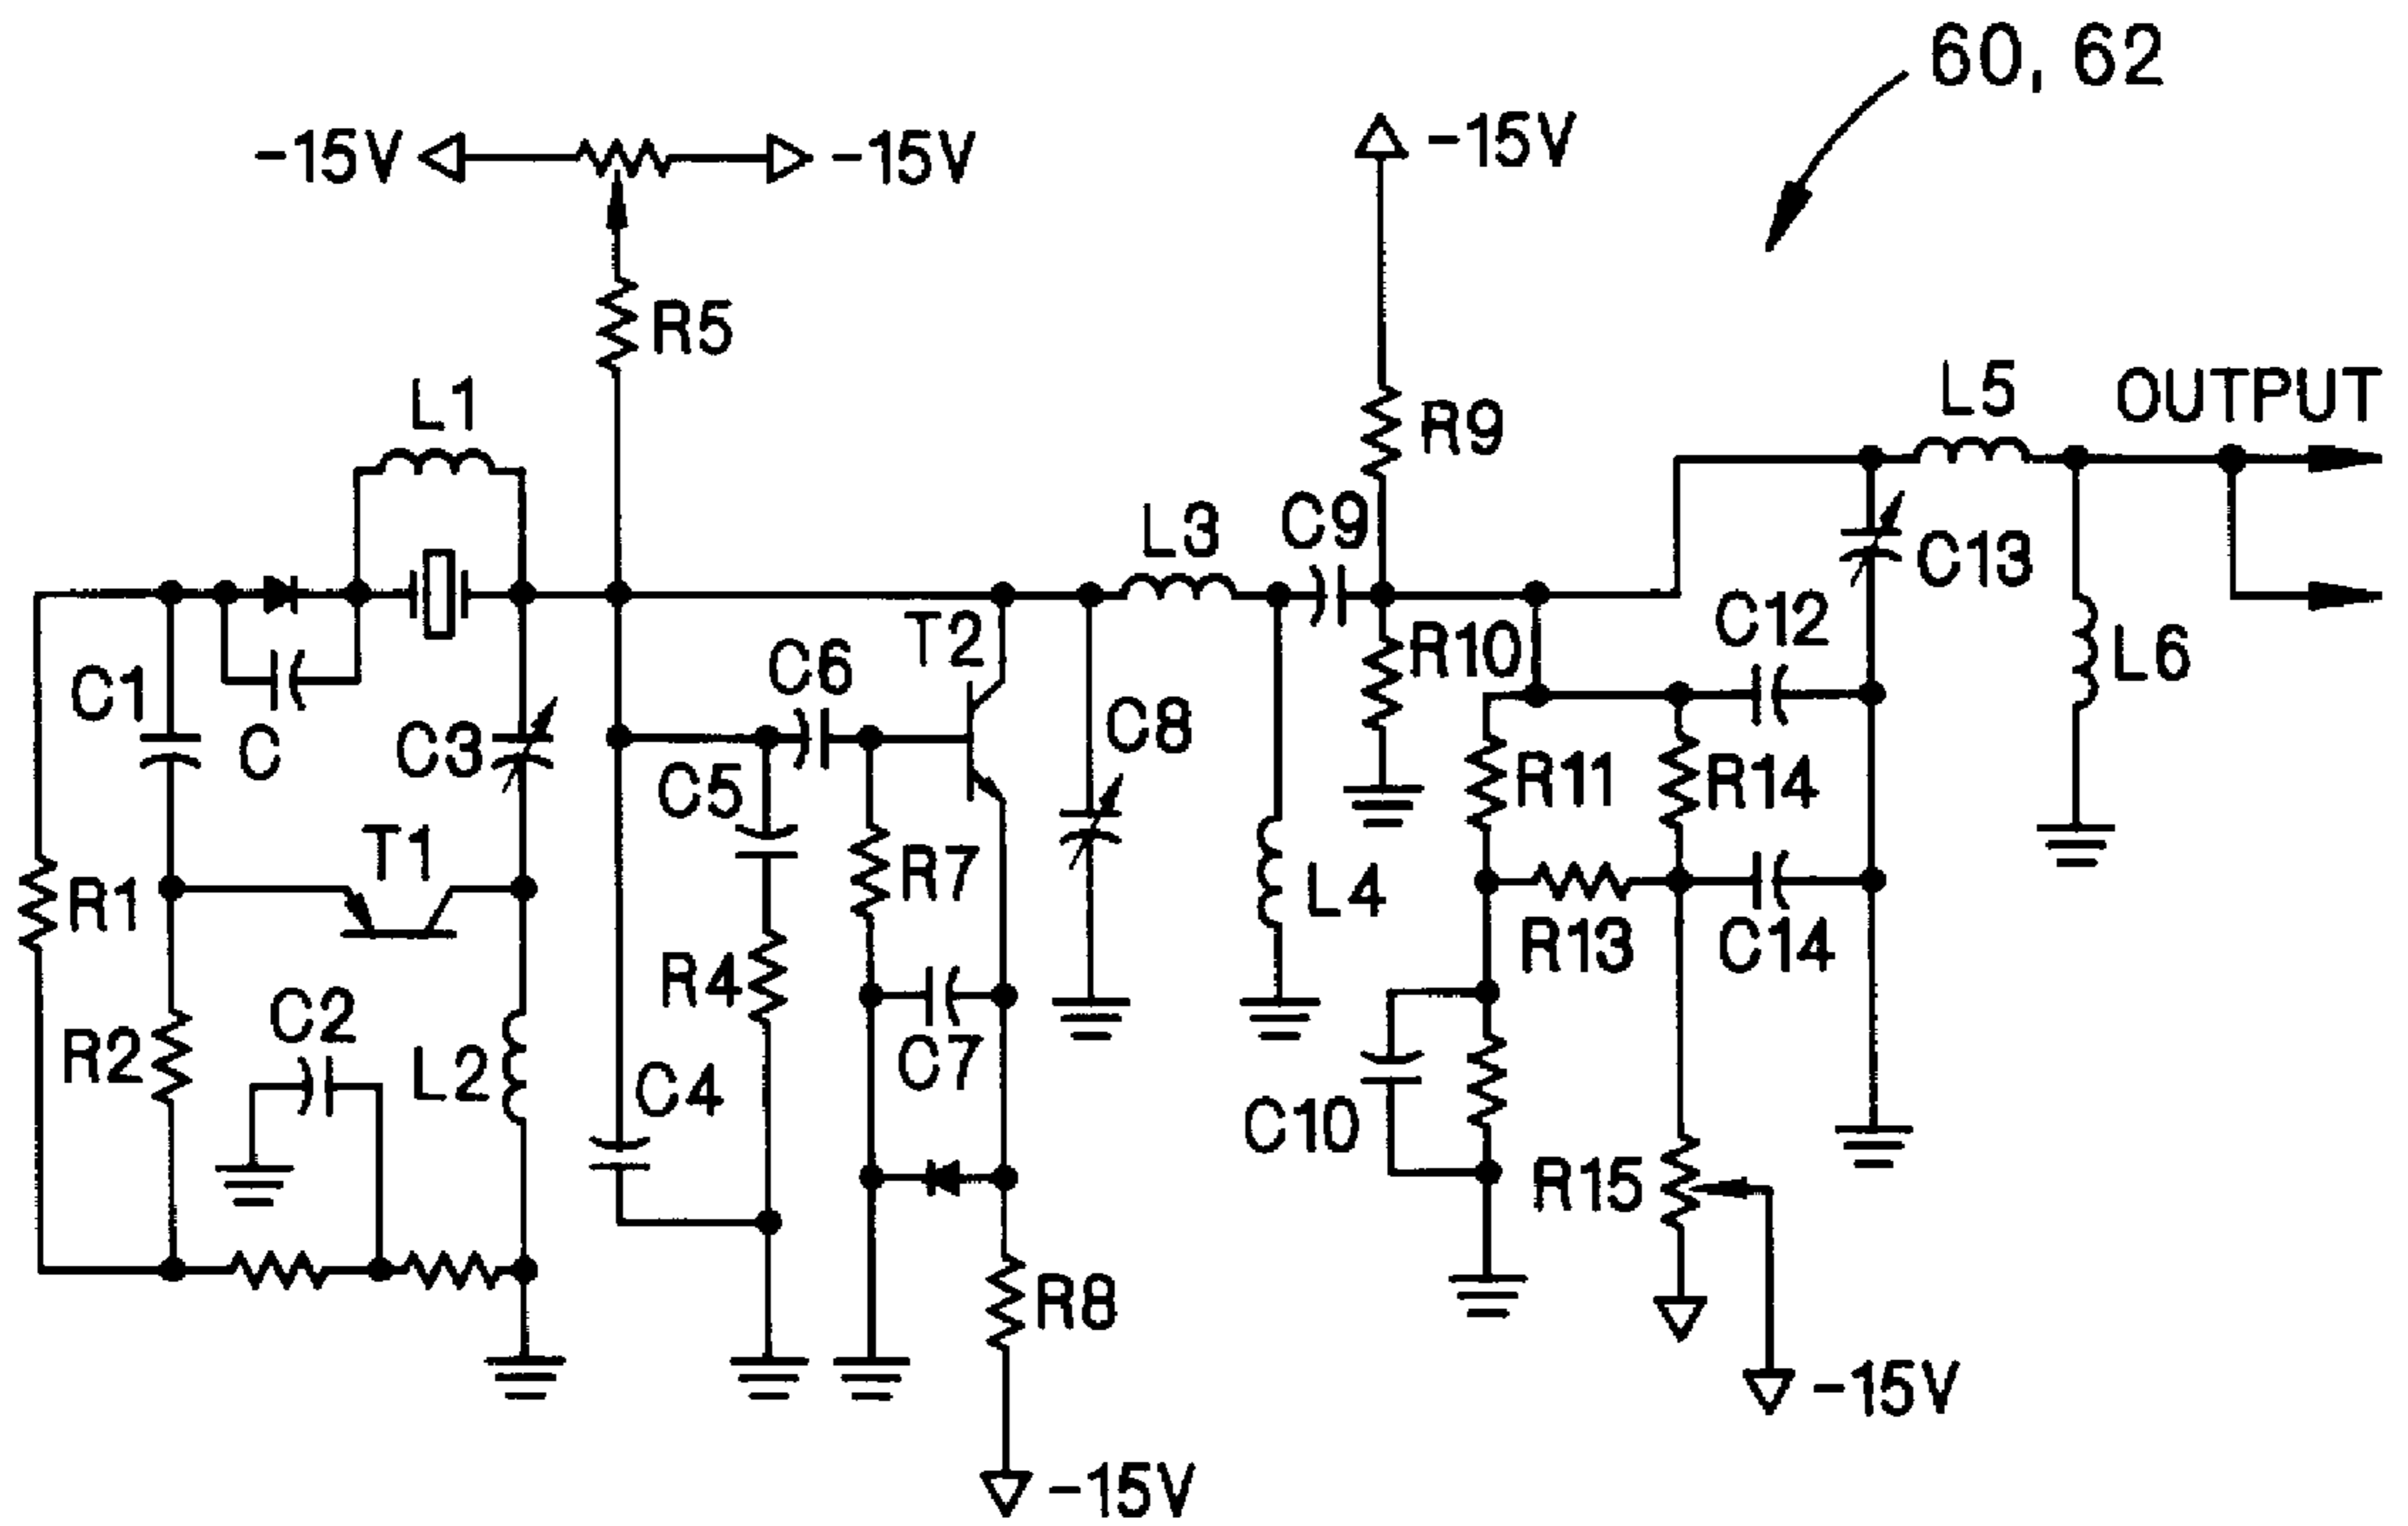 60, 62
-15V
-15V
-15V
R5
L1
L5
OUTPUT
R9
L3
C9
C13
C12
T2
R10
L6
C6
C1
C
C3
C8
C5
R11
R14
T1
R7
R1
L4
R13
C14
R4
C2
R2
L2
C7
C4
C10
R15
R8
-15V
-15V